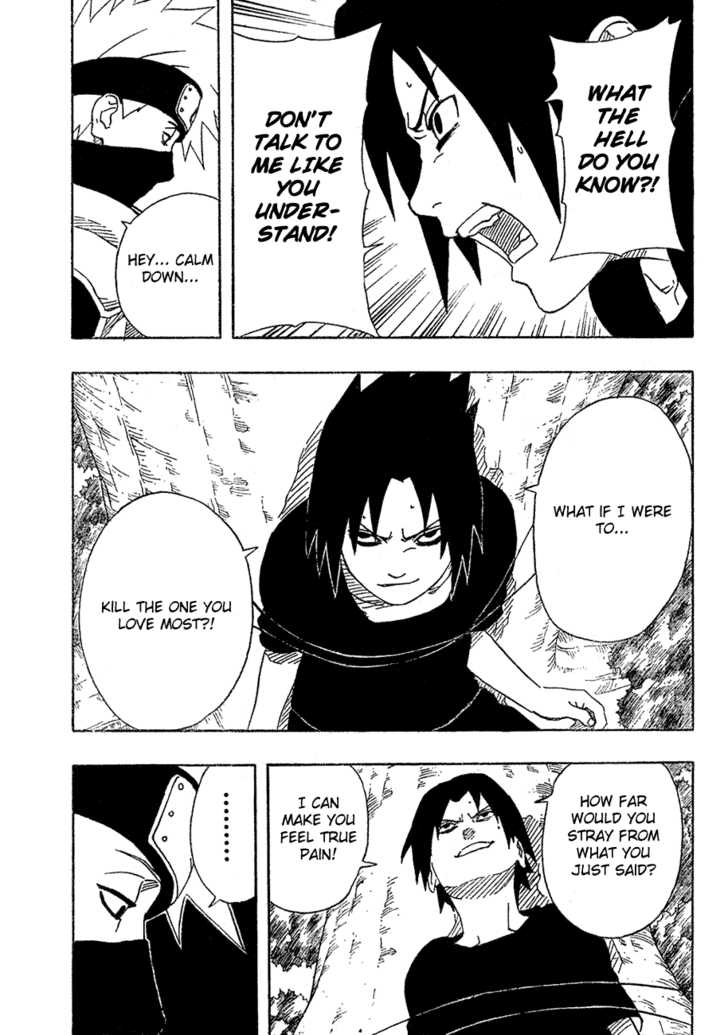 WHAT
THE
HELL
DO YOU
KNOW?!
DON'T
TALK TO
ME LIKE
YOU
UNDER-
STAND!
HEY... CALM
DOWN...
WHAT IF I WERE
TO...
KILL THE ONE YOU
LOVE MOST?!
HOW FAR
WOULD YOU
STRAY FROM
WHAT YOU
JUST SAID?
I CAN
MAKE YOU
FEEL TRUE
PAIN!
.........